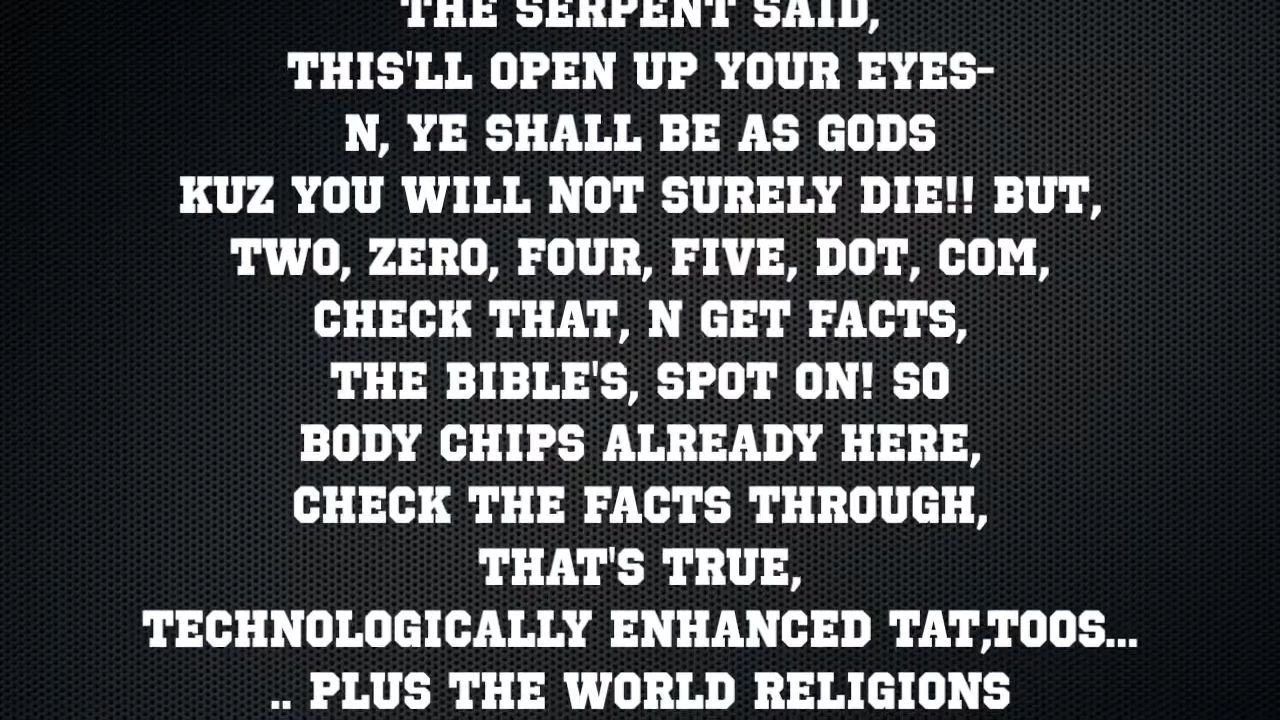 THE SERPENT SAID,
THIS'LL OPEN UP YOUR EYES-
N, YE SHALL BE AS GODS
KUZ YOU WILL NOT SURELY DIE!! BUT,
TWO, ZERO, FOUR, FIVE, DOT, COM,
CHECK THAT, N GET FACTS,
THE BIBLE'S, SPOT ON! SO
BODY CHIPS ALREADY HERE,
CHECK THE FACTS THROUGH,
THAT'S TRUE,
TECHNOLOGICALLY ENHANCED TAT,TOOS...
.. PLUS THE WORLD RELIGIONS